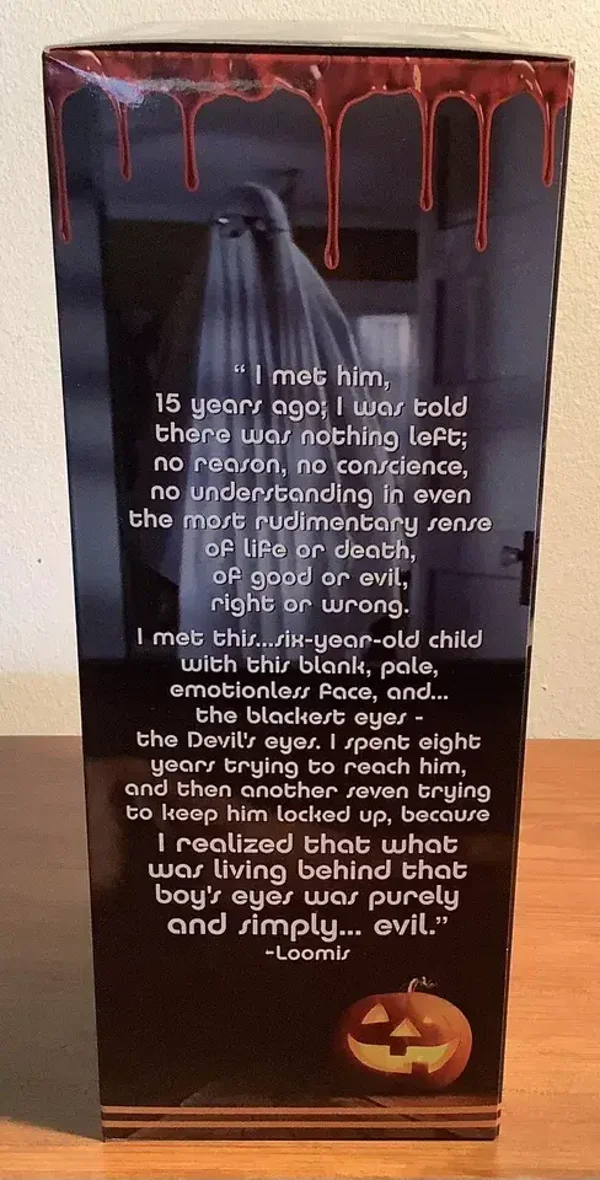 “ I met him,
15 years ago; I was told
there was nothing left;
no reason, no conscience,
no understanding in even
the most rudimentary sense
of life or death,
of good or evil,
right or wrong.
I met this...six-year-old child
with this blank, pale,
emotionless face, and...
the blackest eyes -
the Devil's eyes. I spent eight
years trying to reach him,
and then another seven trying
to keep him locked up, because
I realized that what
was living behind that
boy's eyes was purely
and simply... evil.”
-Loomis